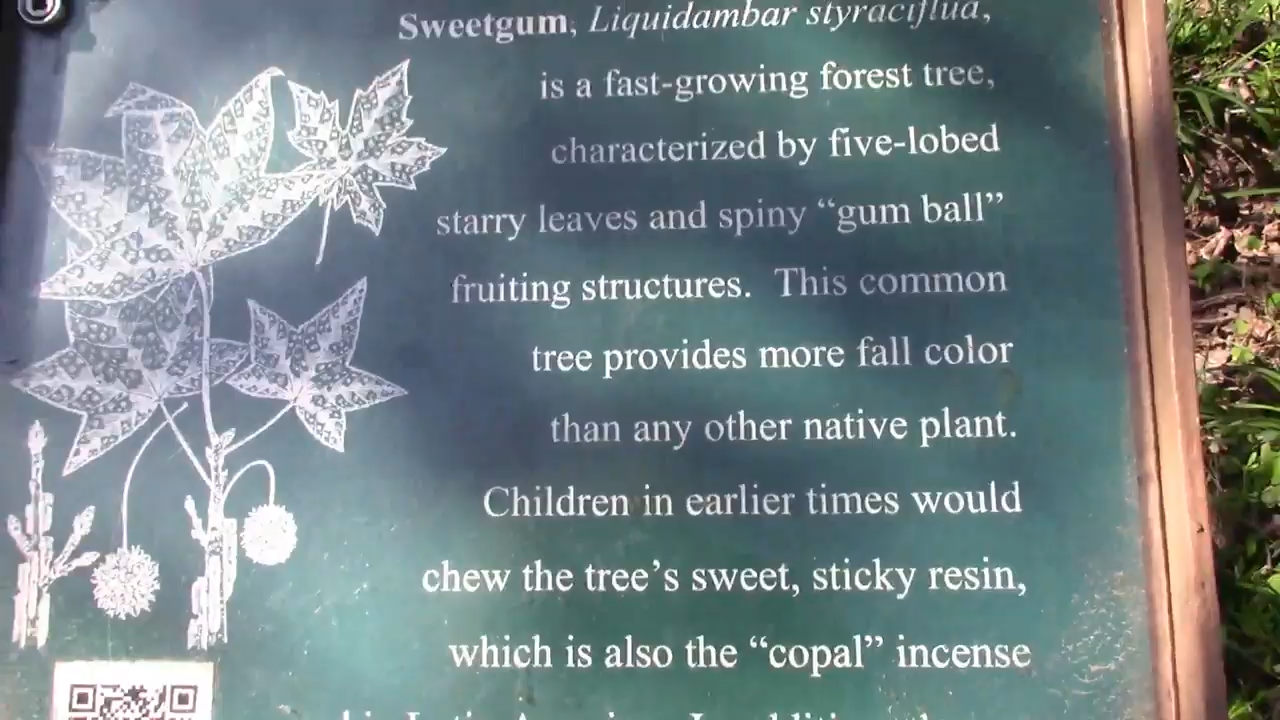 Sweetgum, Liquidambar styraciflua,
is a fast-growing forest tree,
characterized by five-lobed
starry leaves and spiny “gum ball”
fruiting structures. This common
tree provides more fall color
than any other native plant.
Children in earlier times would
chew the tree’s sweet, sticky resin,
which is also the “copal” incense